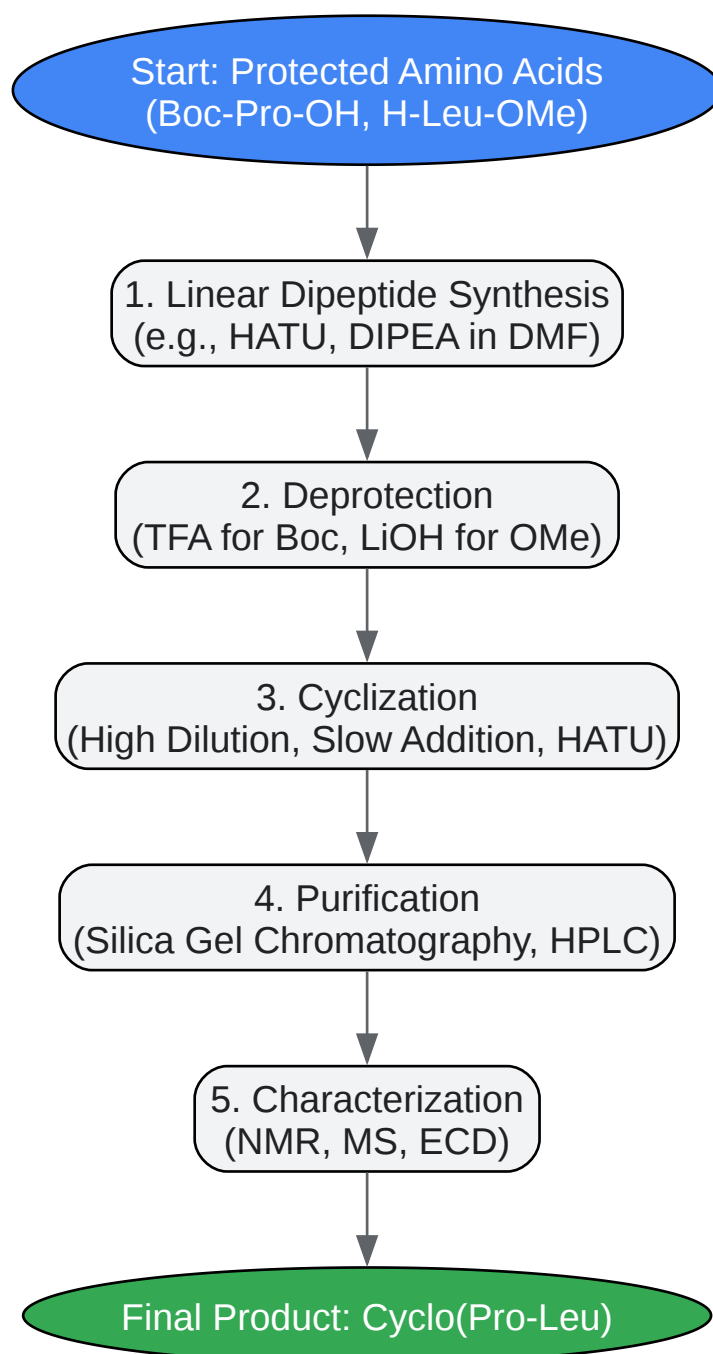 Start: Protected Amino Acids
(Boc-Pro-OH, H-Leu-OMe)
1. Linear Dipeptide Synthesis
(e.g., HATU, DIPEA in DMF)
2. Deprotection
(TFA for Boc, LiOH for OMe)
3. Cyclization
(High Dilution, Slow Addition, HATU)
4. Purification
(Silica Gel Chromatography, HPLC)
5. Characterization
(NMR, MS, ECD)
Final Product: Cyclo(Pro-Leu)